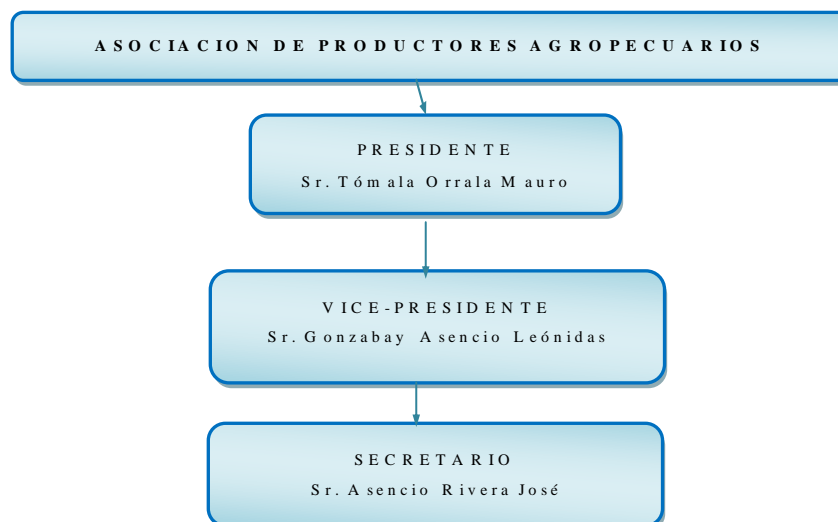 ASOCIACION DE PRODUCTORES AGROPECUARIOS
PRESIDENTE
Sr. Tómala Orrala Mauro
VICE-PRESIDENTE
Sr. Gonzabay Asencio Leónidas
SECRETARIO
Sr. Asencio Rivera José